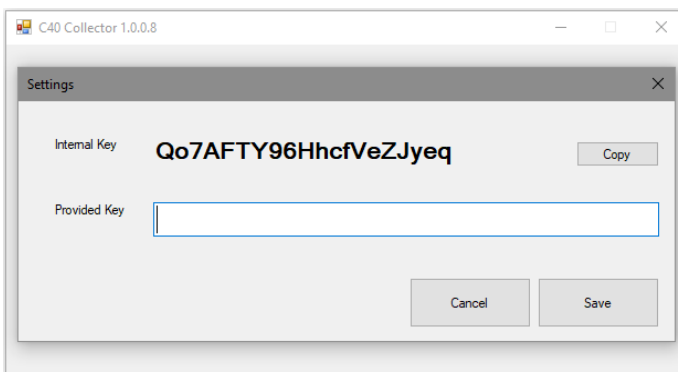 C40 Collector 1.0.0.8
Settings
Internal Key Qo7AFTY96HhcfVeZJyeq Copy
Provided Key
Cancel Save